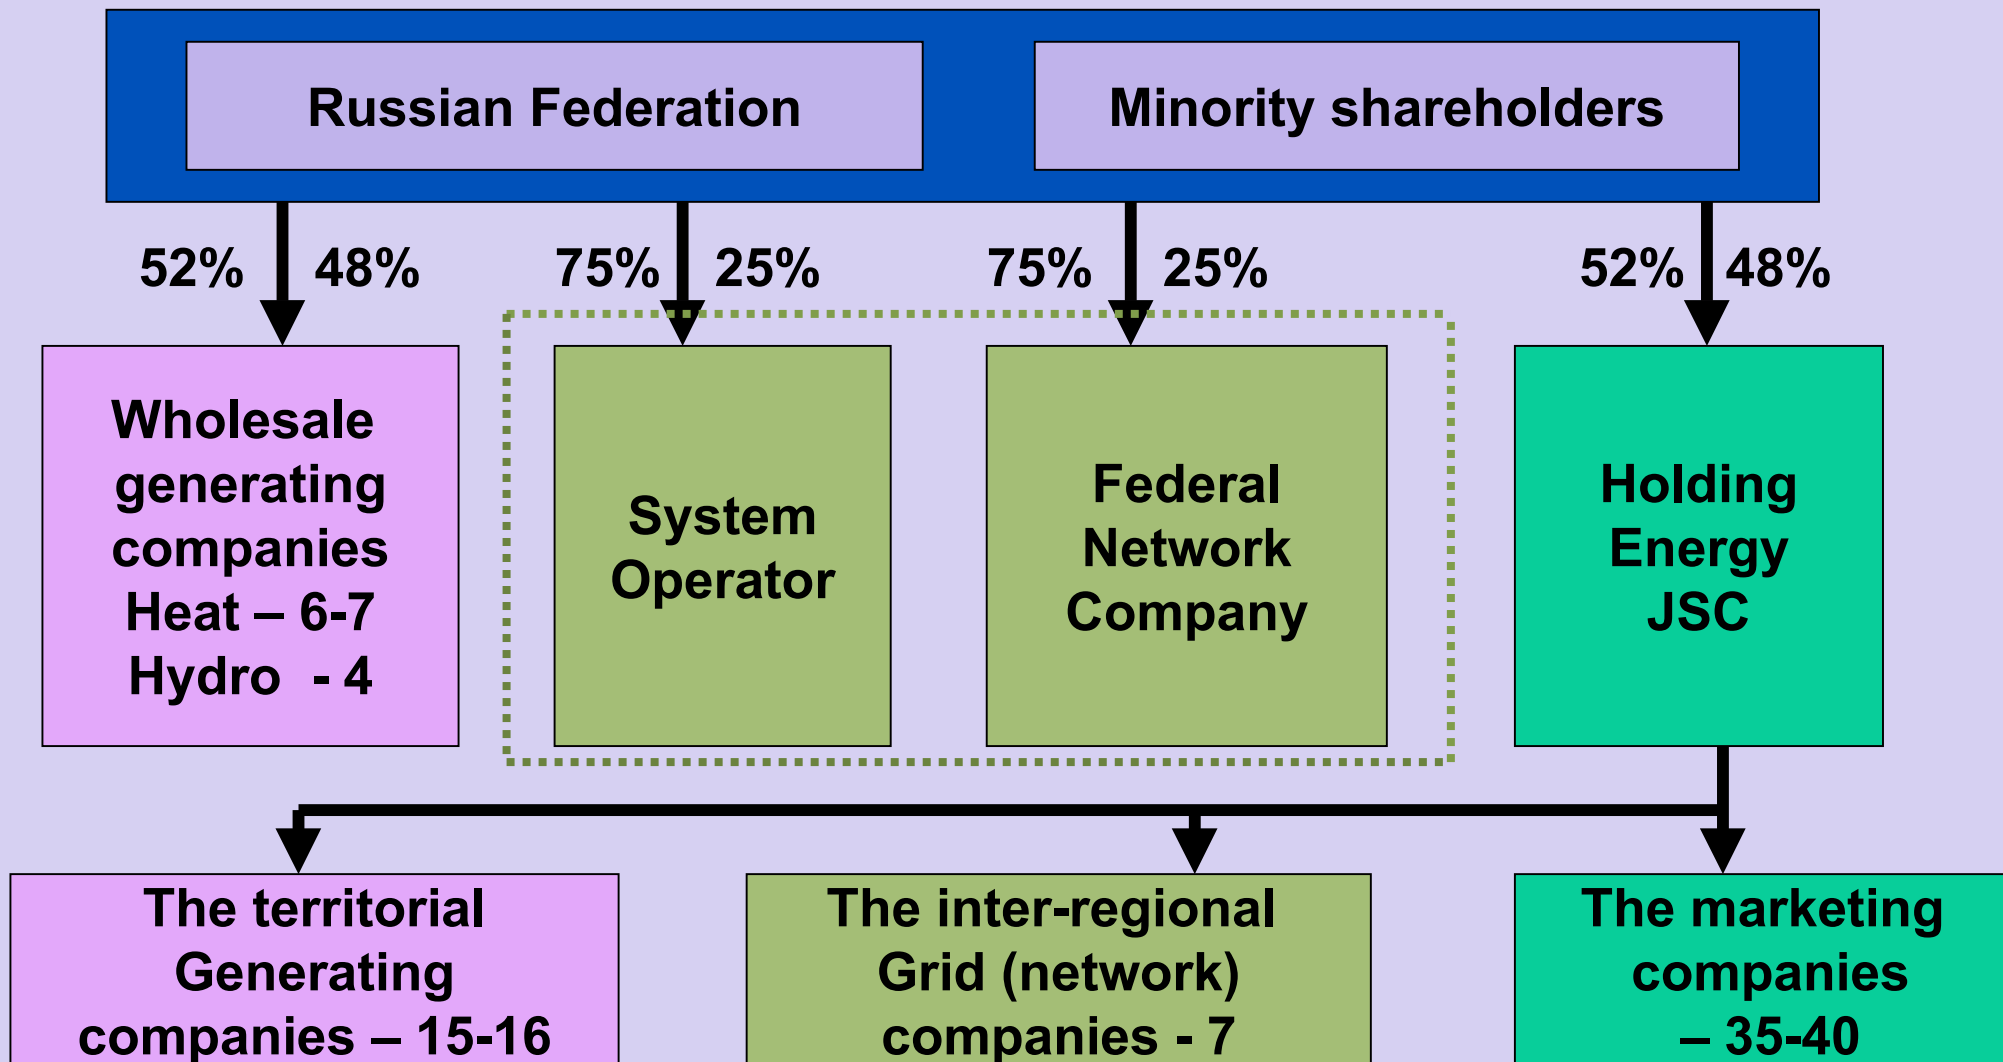 Russian Federation
Minority shareholders
52% 48%
75% 25%
75% 25%
52% 48%
Wholesale
generating
companies
Heat – 6-7
Hydro - 4
System
Operator
Federal
Network
Company
Holding
Energy
JSC
The territorial
Generating
companies – 15-16
The inter-regional
Grid (network)
companies - 7
The marketing
companies
– 35-40